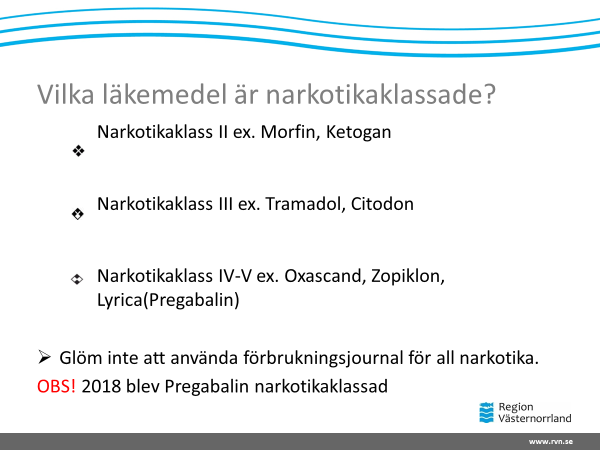 Vilka läkemedel är narkotikaklassade?
❖ Narkotikaklass II ex. Morfin, Ketogan
❖ Narkotikaklass III ex. Tramadol, Citodon
❖ Narkotikaklass IV-V ex. Oxascand, Zopiklon,
Lyrica(Pregabalin)
➢ Glöm inte att använda förbrukningsjournal för all narkotika.
OBS! 2018 blev Pregabalin narkotikaklassad
Region
Västernorrland
www.rvn.se